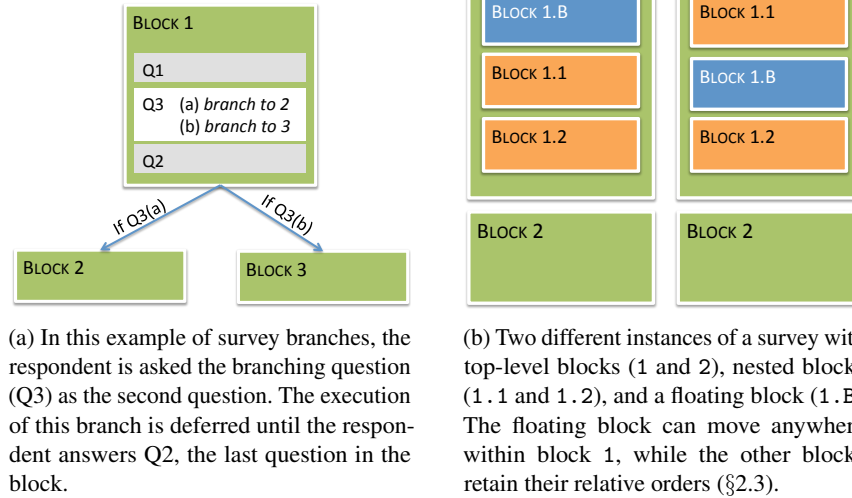 BLOCK 1
Q1
Q3 (a) branch to 2
(b) branch to 3
Q2
If Q3(a)
If Q3(b)
BLOCK 2
BLOCK 3
(a) In this example of survey branches, the
respondent is asked the branching question
(Q3) as the second question. The execution
of this branch is deferred until the respon-
dent answers Q2, the last question in the
block.
BLOCK 1.B
BLOCK 1.1
BLOCK 1.2
BLOCK 2
BLOCK 1.1
BLOCK 1.B
BLOCK 1.2
BLOCK 2
(b) Two different instances of a survey wit
top-level blocks (1 and 2), nested block
(1.1 and 1.2), and a floating block (1.B
The floating block can move anywher
within block 1, while the other block
retain their relative orders (§2.3).